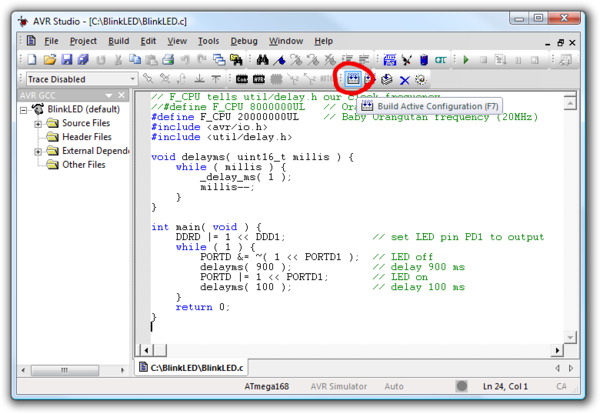 AVR Studio - [C:\BlinkLED\BlinkLED.c]
File Project Build Edit View Tools Debug Window Help
Trace Disabled
AVR GCC
BlinkLED (default)
Source Files
Header Files
External Depende
Other Files
// F_CPU tells util/delay.h our clock frequency
//#define F_CPU 8000000UL // Ora
Build Active Configuration (F7)
#define F_CPU 20000000UL // Baby Orangutan frequency (20MHz)
#include <avr/io.h>
#include <util/delay.h>
void delayms( uint16_t millis ) {
while ( millis ) {
_delay_ms( 1 );
millis--;
}
}
int main( void ) {
DDRD |= 1 << DDD1; // set LED pin PD1 to output
while ( 1 ) {
PORTD &= ~( 1 << PORTD1 ); // LED off
delayms( 900 ); // delay 900 ms
PORTD |= 1 << PORTD1; // LED on
delayms( 100 ); // delay 100 ms
}
return 0;
}
C:\BlinkLED\BlinkLED.c
ATmega168 AVR Simulator Auto Ln 24, Col 1 CA